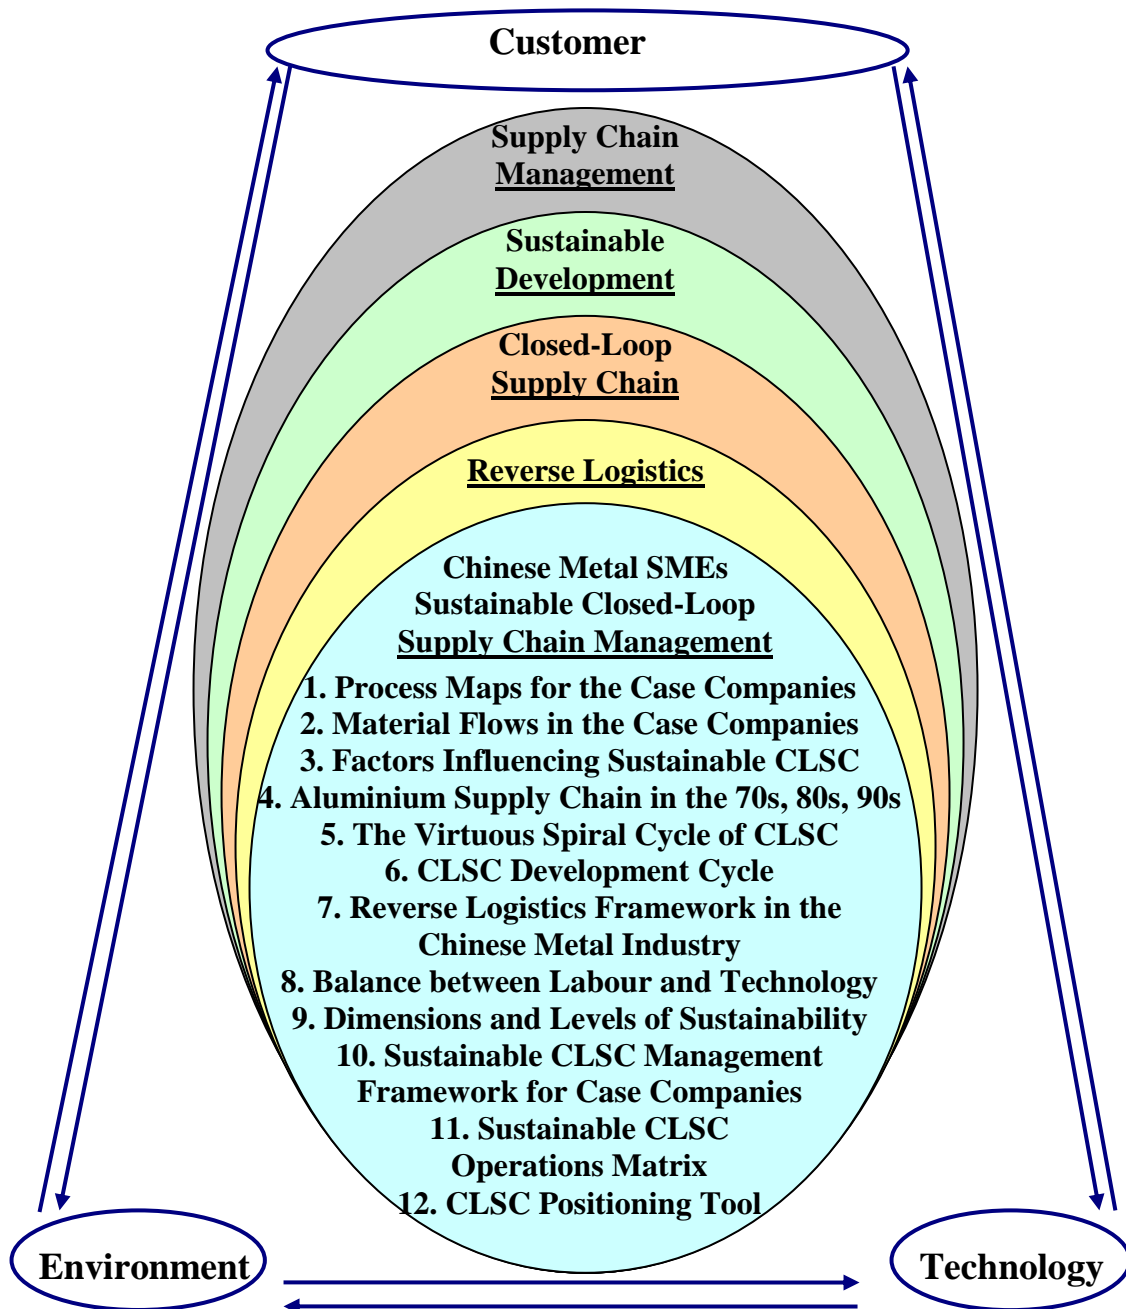 Customer
Supply Chain
Management
Sustainable
Development
Closed-Loop
Supply Chain
Reverse Logistics
Chinese Metal SMEs
Sustainable Closed-Loop
Supply Chain Management
1. Process Maps for the Case Companies
2. Material Flows in the Case Companies
3. Factors Influencing Sustainable CLSC
4. Aluminium Supply Chain in the 70s, 80s, 90s
5. The Virtuous Spiral Cycle of CLSC
6. CLSC Development Cycle
7. Reverse Logistics Framework in the
Chinese Metal Industry
8. Balance between Labour and Technology
9. Dimensions and Levels of Sustainability
10. Sustainable CLSC Management
Framework for Case Companies
11. Sustainable CLSC
Operations Matrix
12. CLSC Positioning Tool
Environment
Technology